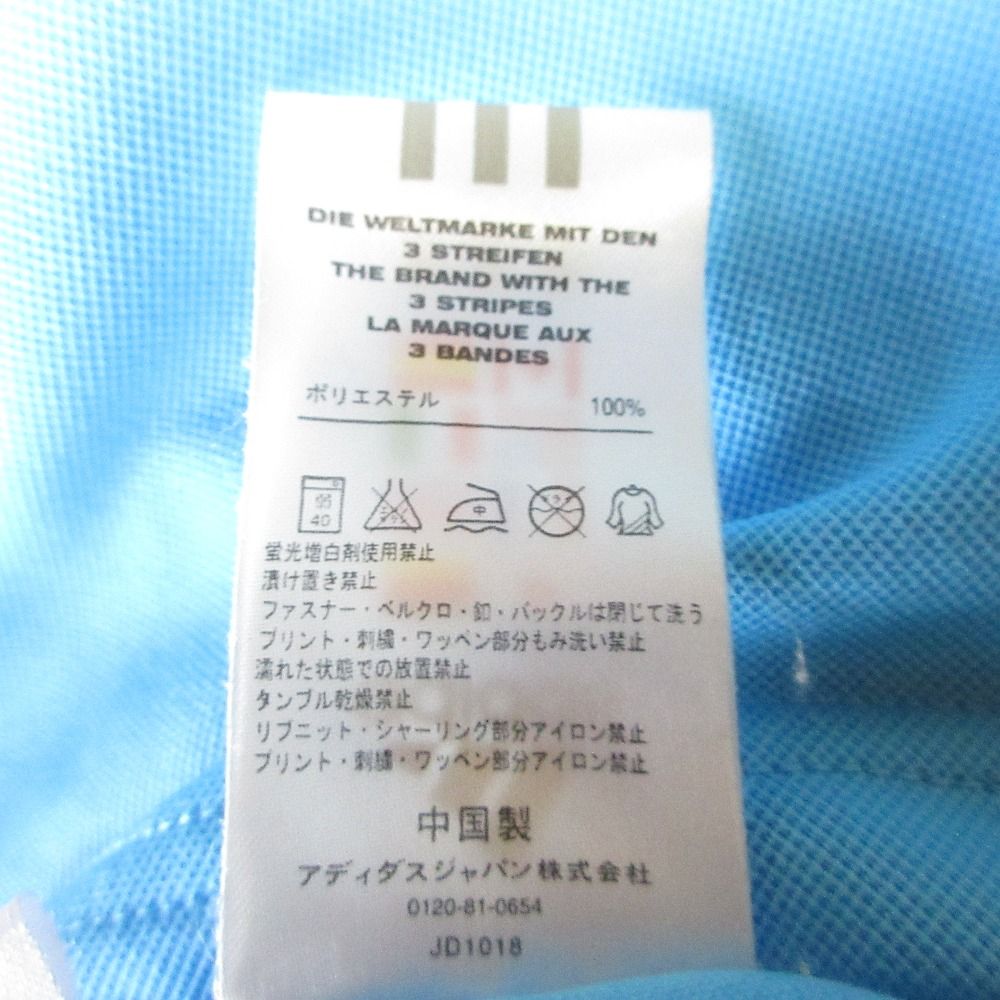 DIE WELTMARKE MIT DEN
3 STREIFEN
THE BRAND WITH THE
3 STRIPES
LA MARQUE AUX
3 BANDES
ポリエステル 100%
40 中
蛍光増白剤使用禁止
漬け置き禁止
ファスナー・ベルクロ・釦・バックルは閉じて洗う
プリント・刺繍・ワッペン部分もみ洗い禁止
濡れた状態での放置禁止
タンブル乾燥禁止
リブニット・シャーリング部分アイロン禁止
プリント・刺繍・ワッペン部分アイロン禁止
中国製
アディダスジャパン株式会社
0120-81-0654
JD1018